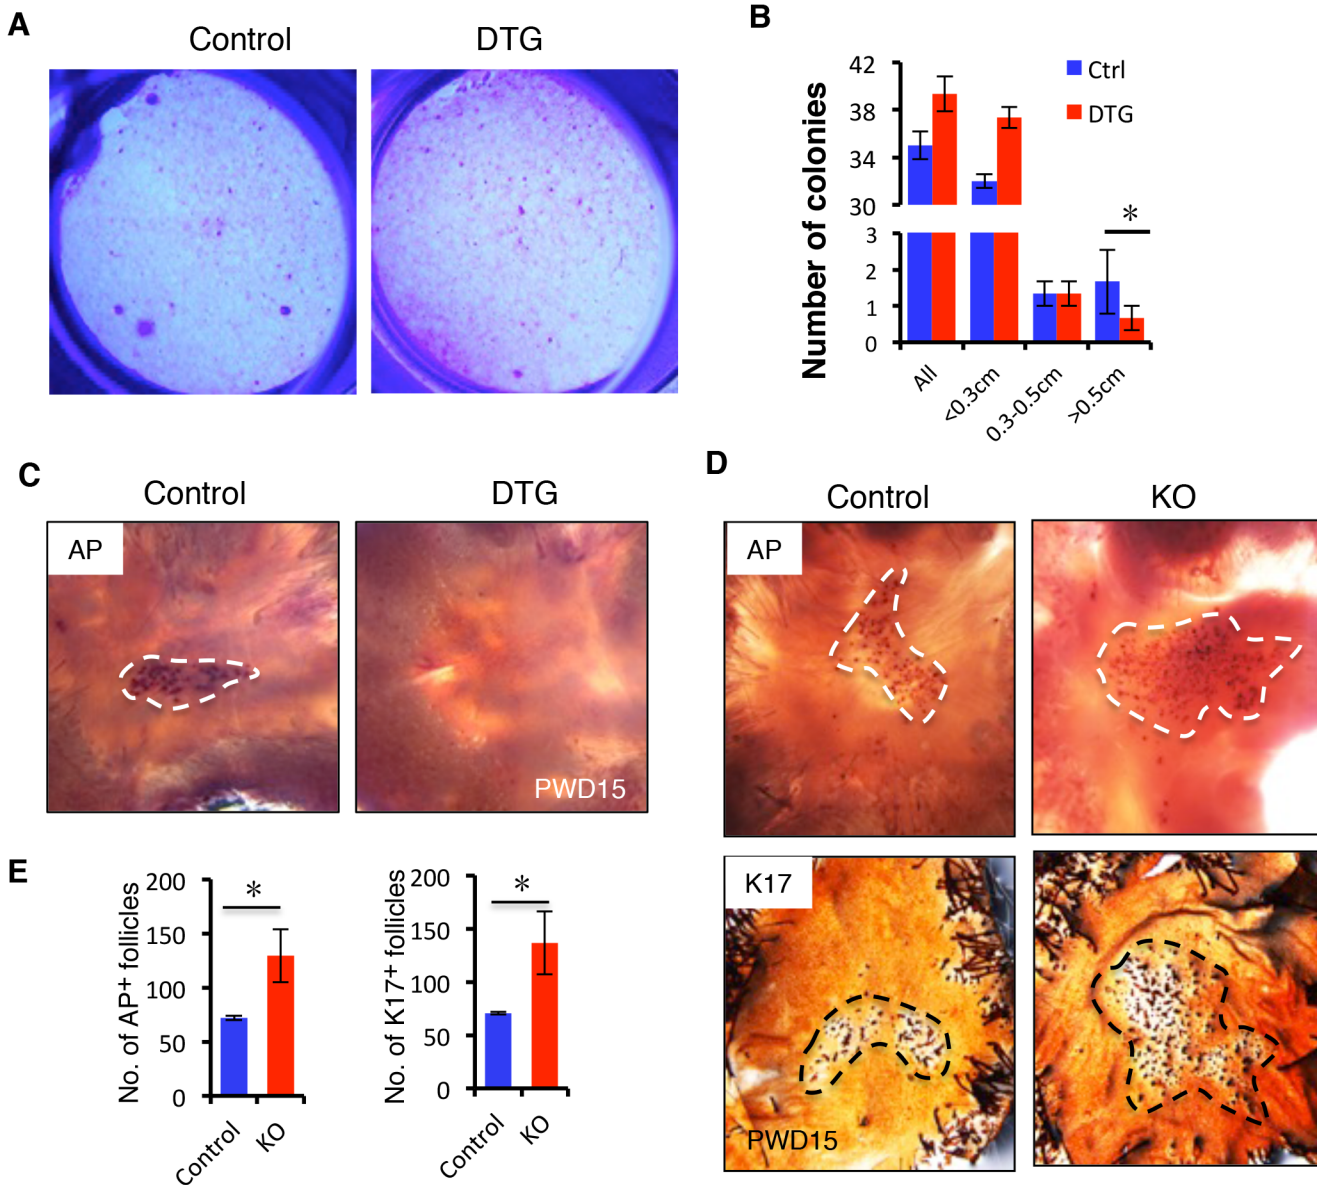 A
Control
DTG
B
Number of colonies
42
38
34
30
3
2
1
0
Ctrl
DTG
*
All
<0.3cm
0.3-0.5cm
>0.5cm
C
Control
DTG
AP
PWD15
D
Control
KO
AP
K17
PWD15
E
No. of AP+ follicles
200
150
100
50
0
*
Control
KO
No. of K17+ follicles
200
150
100
50
0
*
Control
KO